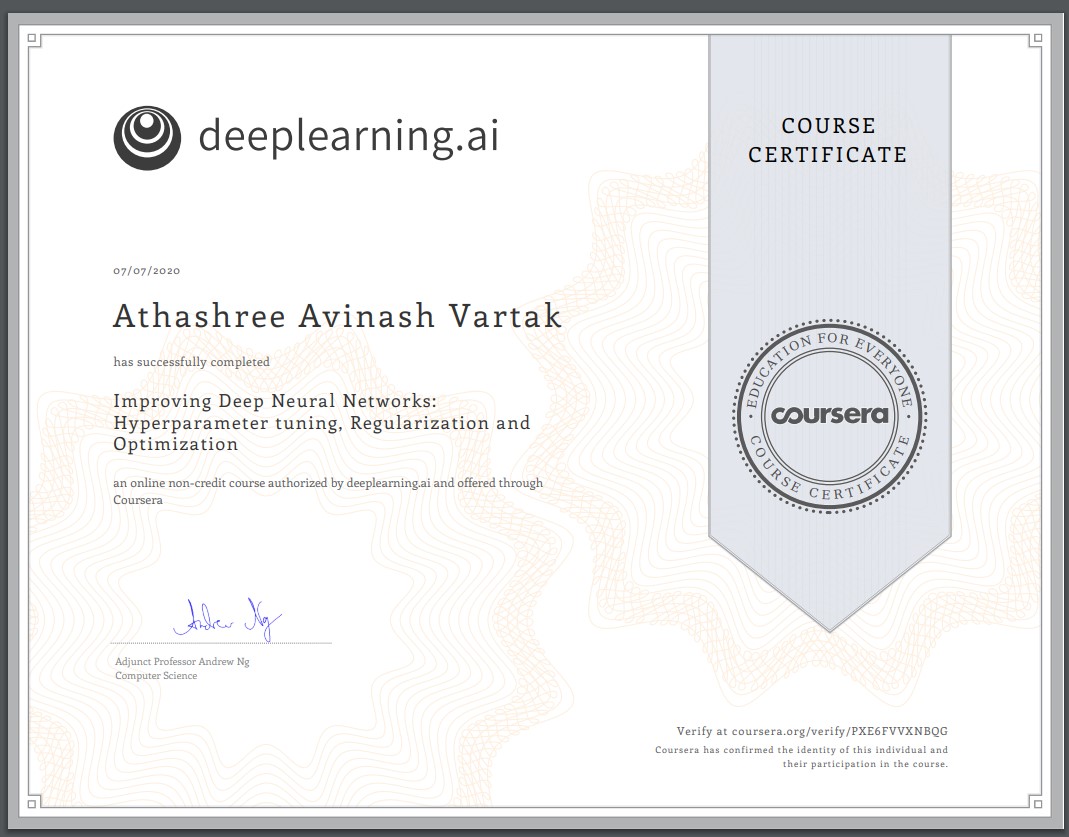 deeplearning.ai
COURSE
CERTIFICATE
07/07/2020
Athashree Avinash Vartak
has successfully completed
Improving Deep Neural Networks:
Hyperparameter tuning, Regularization and
Optimization
an online non-credit course authorized by deeplearning.ai and offered through
Coursera
EDUCATION FOR EVERYONE
coursera
COURSE CERTIFICATE
Andrew Ng
Adjunct Professor Andrew Ng
Computer Science
Verify at coursera.org/verify/PXE6FVVXNBQG
Coursera has confirmed the identity of this individual and
their participation in the course.